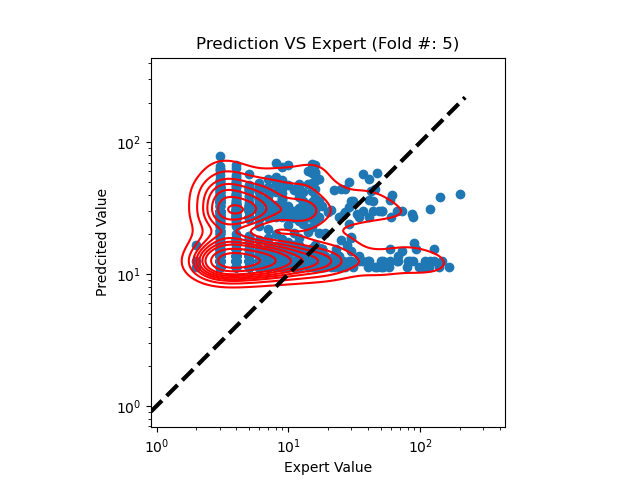 Prediction VS Expert (Fold #: 5)
Predcited Value
10²
10¹
10⁰
10⁰ 10¹ 10²
Expert Value